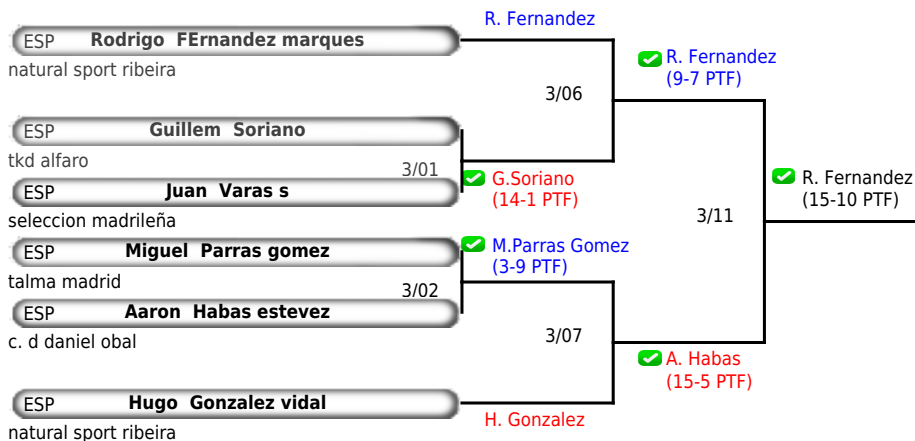 R. Fernandez
ESP Rodrigo FErnandez marques
natural sport ribeira
R. Fernandez
(9-7 PTF)
3/06
ESP Guillem Soriano
tkd alfaro
3/01
G.Soriano
(14-1 PTF)
ESP Juan Varas s
seleccion madrileña
R. Fernandez
(15-10 PTF)
3/11
ESP Miguel Parras gomez
talma madrid
M.Parras Gomez
(3-9 PTF)
3/02
ESP Aaron Habas estevez
c. d daniel obal
3/07
A. Habas
(15-5 PTF)
ESP Hugo Gonzalez vidal
natural sport ribeira
H. Gonzalez